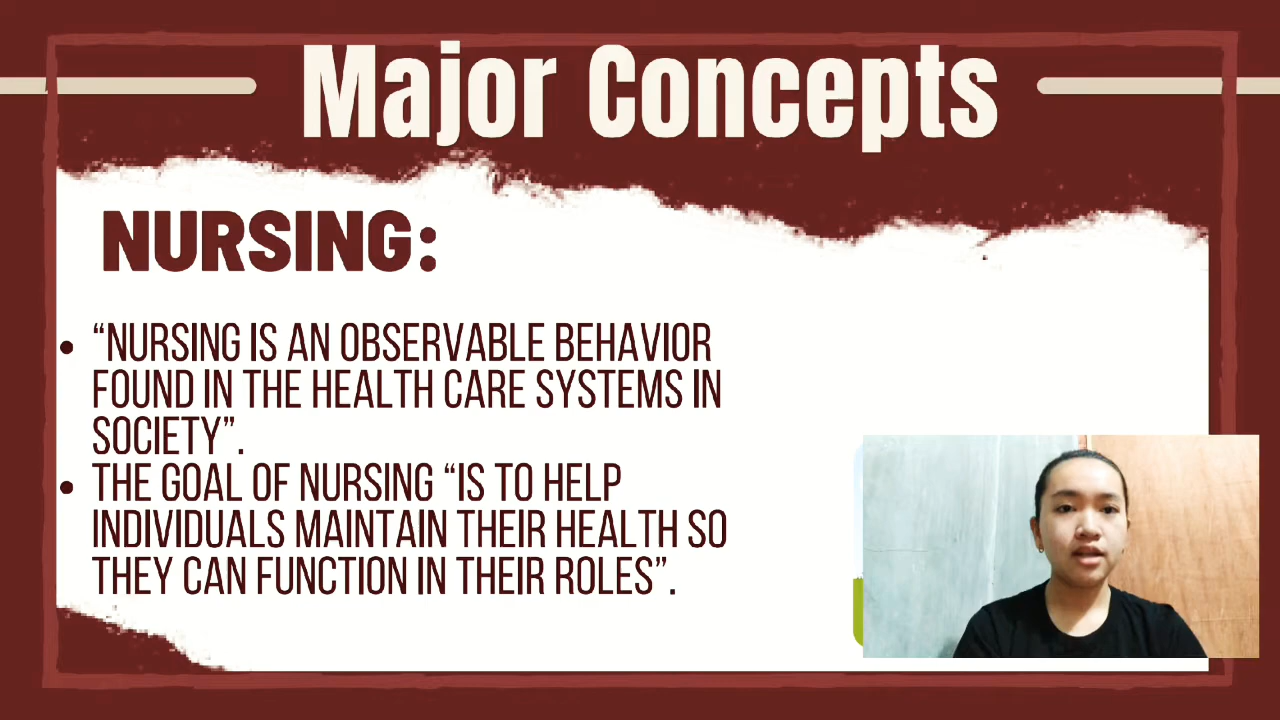 Major Concepts
NURSING:
• “NURSING IS AN OBSERVABLE BEHAVIOR
FOUND IN THE HEALTH CARE SYSTEMS IN
SOCIETY”.
• THE GOAL OF NURSING “IS TO HELP
INDIVIDUALS MAINTAIN THEIR HEALTH SO
THEY CAN FUNCTION IN THEIR ROLES”.